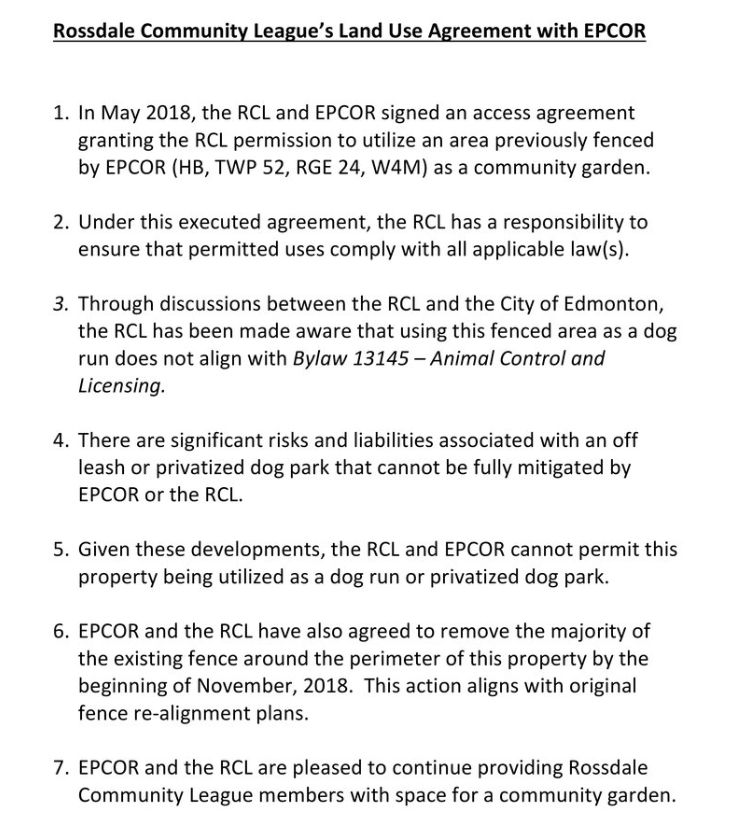 Rossdale Community League's Land Use Agreement with EPCOR
1. In May 2018, the RCL and EPCOR signed an access agreement
granting the RCL permission to utilize an area previously fenced
by EPCOR (HB, TWP 52, RGE 24, W4M) as a community garden.
2. Under this executed agreement, the RCL has a responsibility to
ensure that permitted uses comply with all applicable law(s).
3. Through discussions between the RCL and the City of Edmonton,
the RCL has been made aware that using this fenced area as a dog
run does not align with Bylaw 13145 – Animal Control and
Licensing.
4. There are significant risks and liabilities associated with an off
leash or privatized dog park that cannot be fully mitigated by
EPCOR or the RCL.
5. Given these developments, the RCL and EPCOR cannot permit this
property being utilized as a dog run or privatized dog park.
6. EPCOR and the RCL have also agreed to remove the majority of
the existing fence around the perimeter of this property by the
beginning of November, 2018.  This action aligns with original
fence re-alignment plans.
7. EPCOR and the RCL are pleased to continue providing Rossdale
Community League members with space for a community garden.